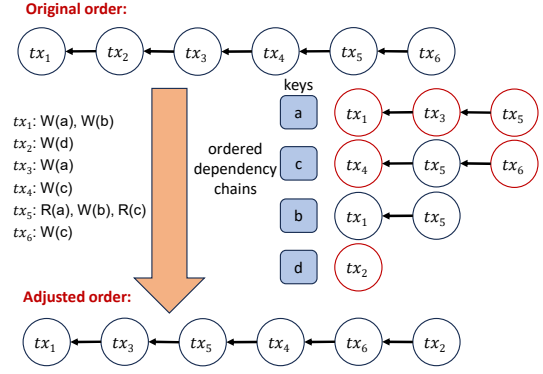 Original order:
tx₁ tx₂ tx₃ tx₄ tx₅ tx₆
tx₁: W(a), W(b)
tx₂: W(d)
tx₃: W(a)
tx₄: W(c)
tx₅: R(a), W(b), R(c)
tx₆: W(c)
ordered
dependency
chains
keys
a tx₁ tx₃ tx₅
c tx₄ tx₅ tx₆
b tx₁ tx₅
d tx₂
Adjusted order:
tx₁ tx₃ tx₅ tx₄ tx₆ tx₂